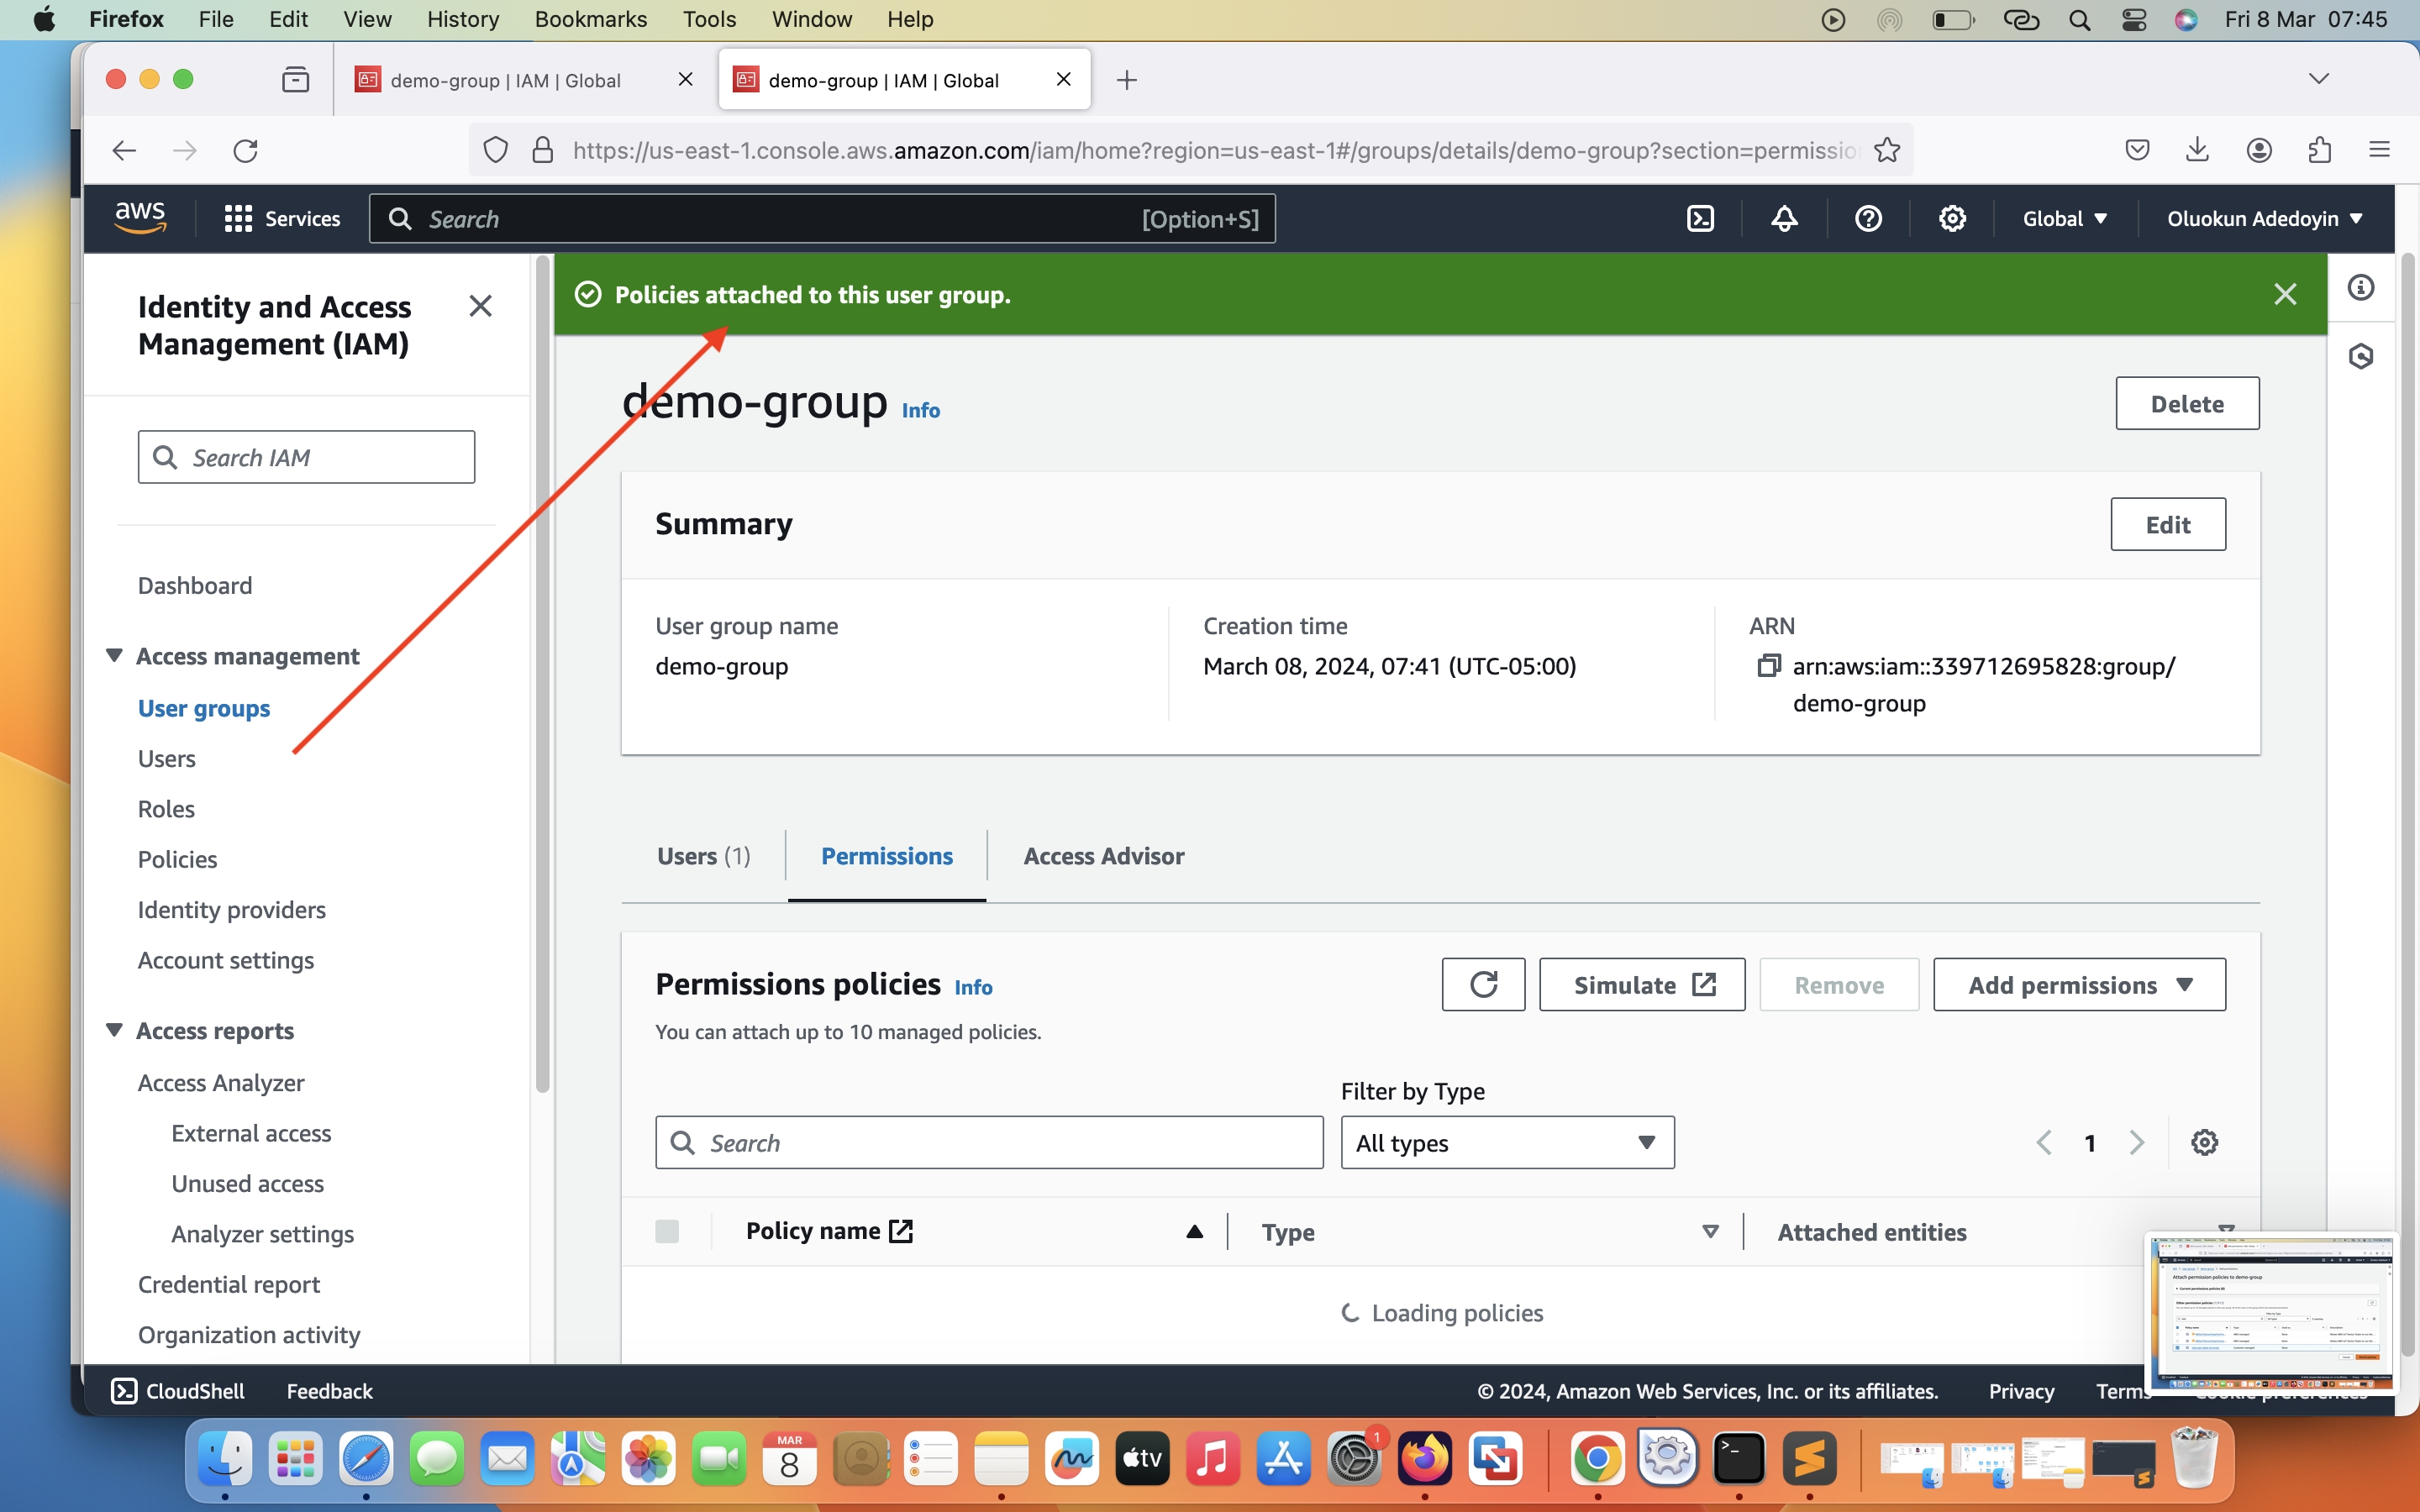 Firefox File Edit View History Bookmarks Tools Window Help Fri 8 Mar 07:45
demo-group | IAM | Global demo-group | IAM | Global
https://us-east-1.console.aws.amazon.com/iam/home?region=us-east-1#/groups/details/demo-group?section=permissio
aws Services Search [Option+S] Global Oluokun Adedoyin
Identity and Access
Management (IAM)
Search IAM
Dashboard
Access management
User groups
Users
Roles
Policies
Identity providers
Account settings
Access reports
Access Analyzer
External access
Unused access
Analyzer settings
Credential report
Organization activity
Policies attached to this user group.
demo-group Info
Delete
Summary
Edit
User group name
demo-group
Creation time
March 08, 2024, 07:41 (UTC-05:00)
ARN
arn:aws:iam::339712695828:group/
demo-group
Users (1) Permissions Access Advisor
Permissions policies Info
Simulate Remove Add permissions
You can attach up to 10 managed policies.
Filter by Type
Search All types 1
Policy name Type Attached entities
Loading policies
CloudShell Feedback © 2024, Amazon Web Services, Inc. or its affiliates. Privacy Terms
MAR
8
tv
1